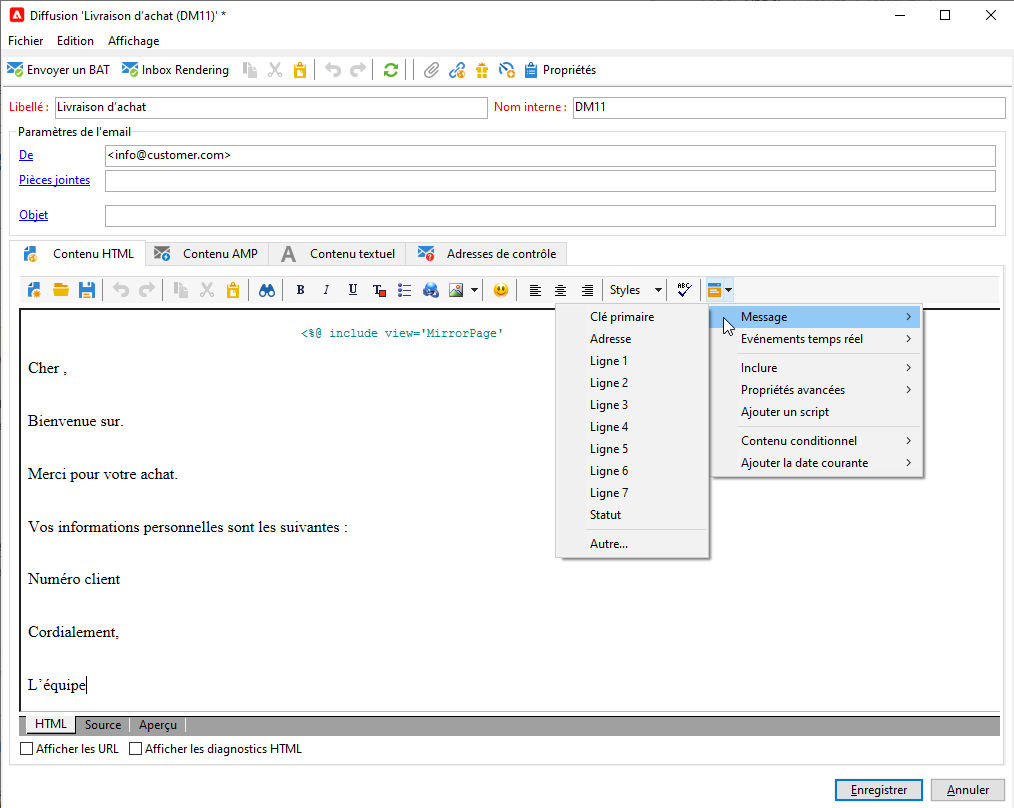 Diffusion 'Livraison d’achat (DM11)' *
Fichier Edition Affichage
Envoyer un BAT Inbox Rendering Propriétés
Libellé : Livraison d’achat Nom interne : DM11
Paramètres de l'email
De <info@customer.com>
Pièces jointes
Objet
Contenu HTML Contenu AMP A Contenu textuel Adresses de contrôle
B I U T Styles ABC
<%@ include view='MirrorPage'
Cher ,
Bienvenue sur.
Merci pour votre achat.
Vos informations personnelles sont les suivantes :
Numéro client
Cordialement,
L’équipe
Clé primaire
Adresse
Ligne 1
Ligne 2
Ligne 3
Ligne 4
Ligne 5
Ligne 6
Ligne 7
Statut
Autre...
Message
Evénements temps réel
Inclure
Propriétés avancées
Ajouter un script
Contenu conditionnel
Ajouter la date courante
HTML Source Aperçu
Afficher les URL Afficher les diagnostics HTML
Enregistrer Annuler